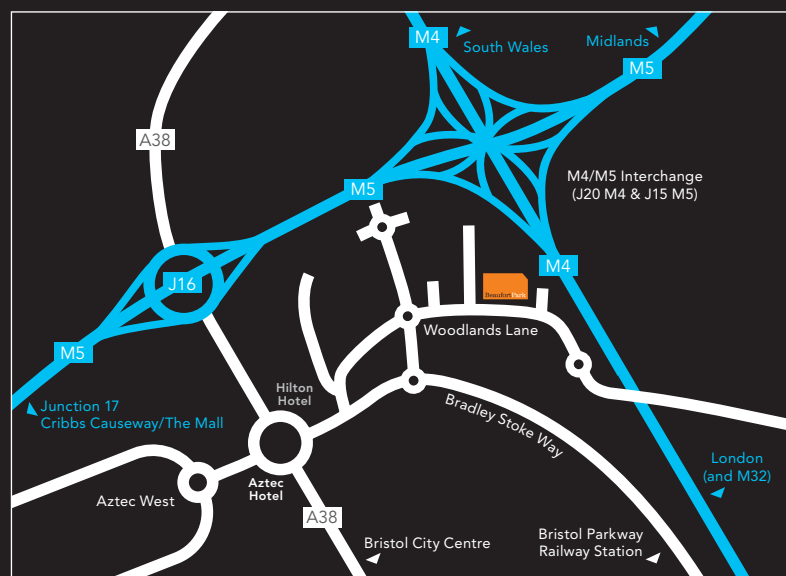 M4
South Wales
Midlands
M5
A38
M4/M5 Interchange
(J20 M4 & J15 M5)
M5
M4
J16
BeaufortPark
Woodlands Lane
M5
Hilton
Hotel
Junction 17
Cribbs Causeway/The Mall
Bradley Stoke Way
London
(and M32)
Aztec West
Aztec
Hotel
A38
Bristol City Centre
Bristol Parkway
Railway Station